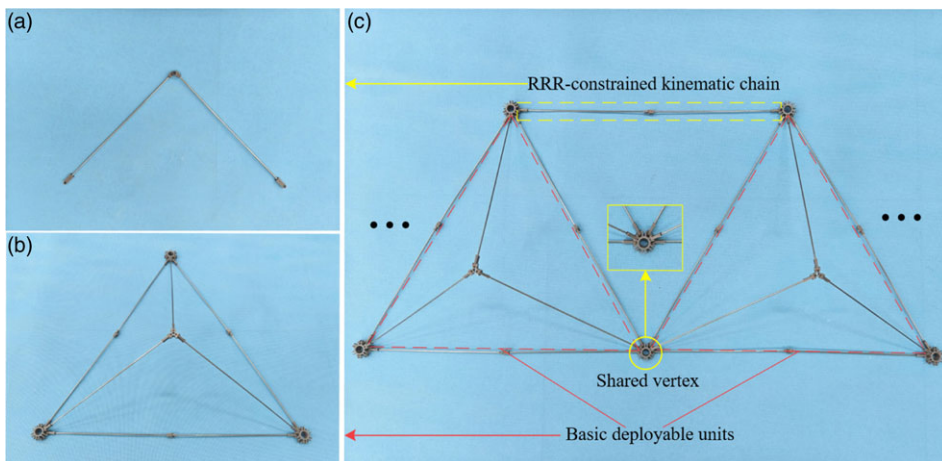 (a)
(b)
(c)
RRR-constrained kinematic chain
Shared vertex
Basic deployable units